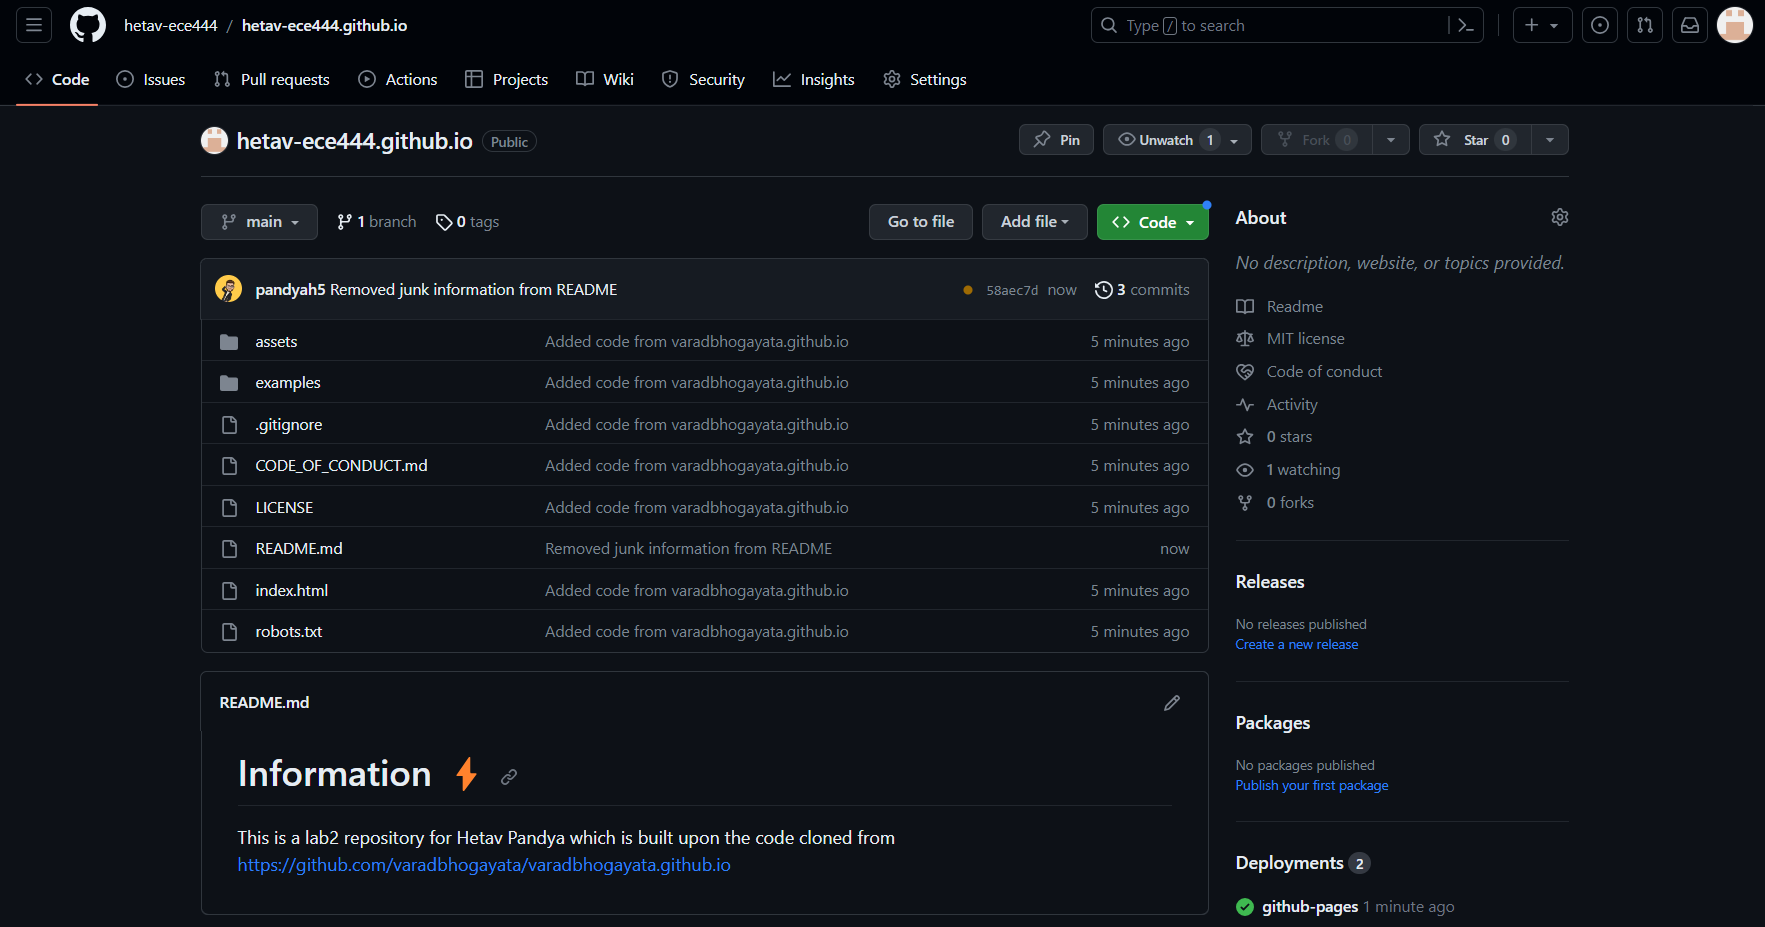 hetav-ece444 / hetav-ece444.github.io
Type / to search
Code Issues Pull requests Actions Projects Wiki Security Insights Settings
hetav-ece444.github.io Public
Pin Unwatch 1 Fork 0 Star 0
main 1 branch 0 tags Go to file Add file Code
pandyah5 Removed junk information from README 58aec7d now 3 commits
assets Added code from varadbhogayata.github.io 5 minutes ago
examples Added code from varadbhogayata.github.io 5 minutes ago
.gitignore Added code from varadbhogayata.github.io 5 minutes ago
CODE_OF_CONDUCT.md Added code from varadbhogayata.github.io 5 minutes ago
LICENSE Added code from varadbhogayata.github.io 5 minutes ago
README.md Removed junk information from README now
index.html Added code from varadbhogayata.github.io 5 minutes ago
robots.txt Added code from varadbhogayata.github.io 5 minutes ago
README.md
Information
This is a lab2 repository for Hetav Pandya which is built upon the code cloned from
https://github.com/varadbhogayata/varadbhogayata.github.io
About
No description, website, or topics provided.
Readme
MIT license
Code of conduct
Activity
0 stars
1 watching
0 forks
Releases
No releases published
Create a new release
Packages
No packages published
Publish your first package
Deployments 2
github-pages 1 minute ago